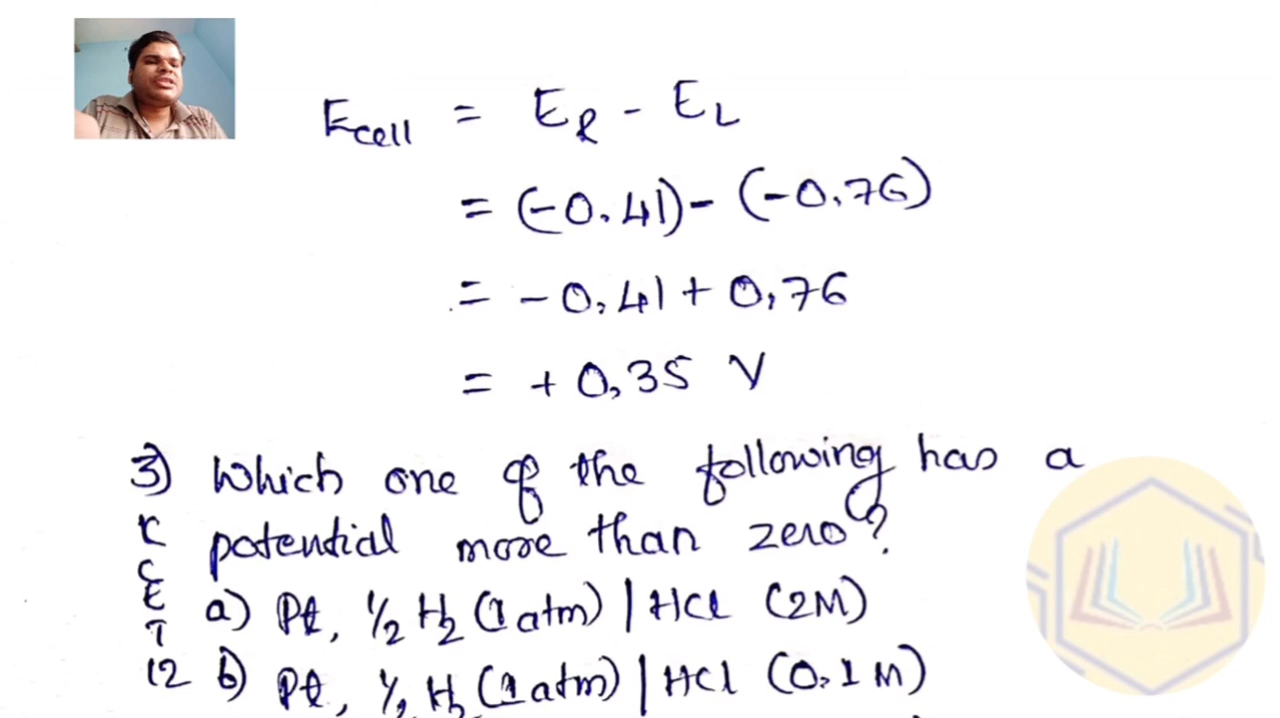 Ecell = ER - EL
= (-0.41) - (-0.76)
= -0.41 + 0.76
= + 0.35 V
3) Which one of the following has a
potential more than zero?
KCET 12
a) Pt, 1/2 H2 (1 atm) | HCl (2M)
b) Pt, 1/2 H2 (1 atm) | HCl (0.1 M)